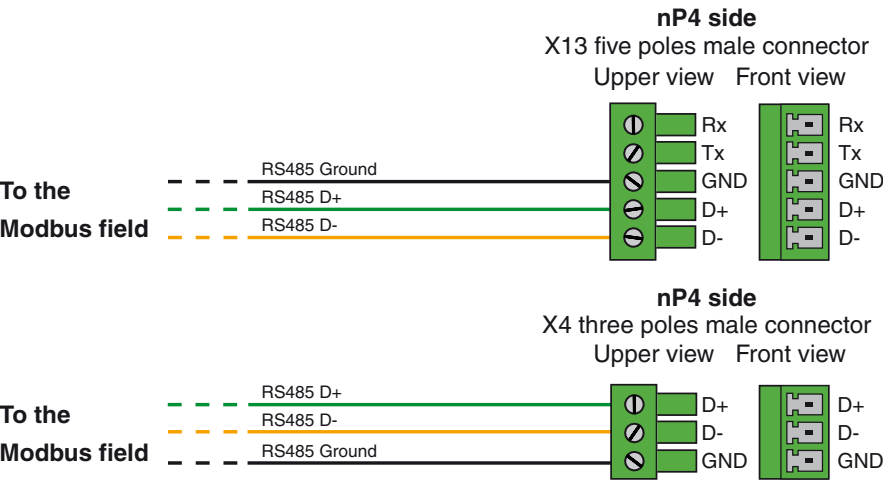 nP4 side
X13 five poles male connector
Upper view Front view
Rx Rx
Tx Tx
RS485 Ground
GND GND
To the
RS485 D+
D+ D+
Modbus field
RS485 D-
D- D-
nP4 side
X4 three poles male connector
Upper view Front view
RS485 D+
D+ D+
To the
RS485 D-
D- D-
Modbus field
RS485 Ground
GND GND